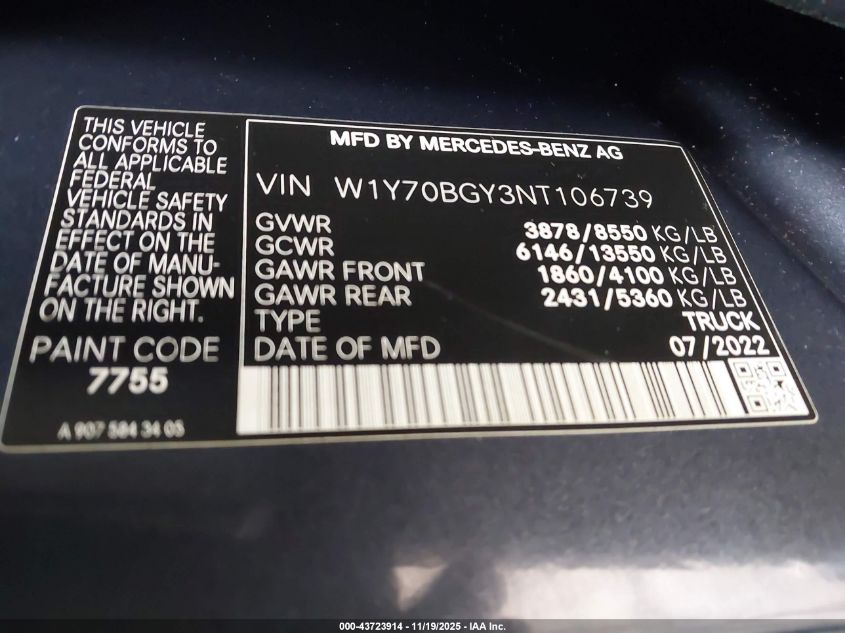 THIS VEHICLE
CONFORMS TO
ALL APPLICABLE
FEDERAL
VEHICLE SAFETY
STANDARDS IN
EFFECT ON THE
DATE OF MANU-
FACTURE SHOWN
ON THE RIGHT.
PAINT CODE
7755
A 907 584 34 05
MFD BY MERCEDES-BENZ AG
VIN W1Y70BGY3NT106739
GVWR 3878/8550 KG/LB
GCWR 6146/13550 KG/LB
GAWR FRONT 1860/4100 KG/LB
GAWR REAR 2431/5360 KG/LB
TYPE TRUCK
DATE OF MFD 07/2022
000-43723914 - 11/19/2025 - IAA Inc.